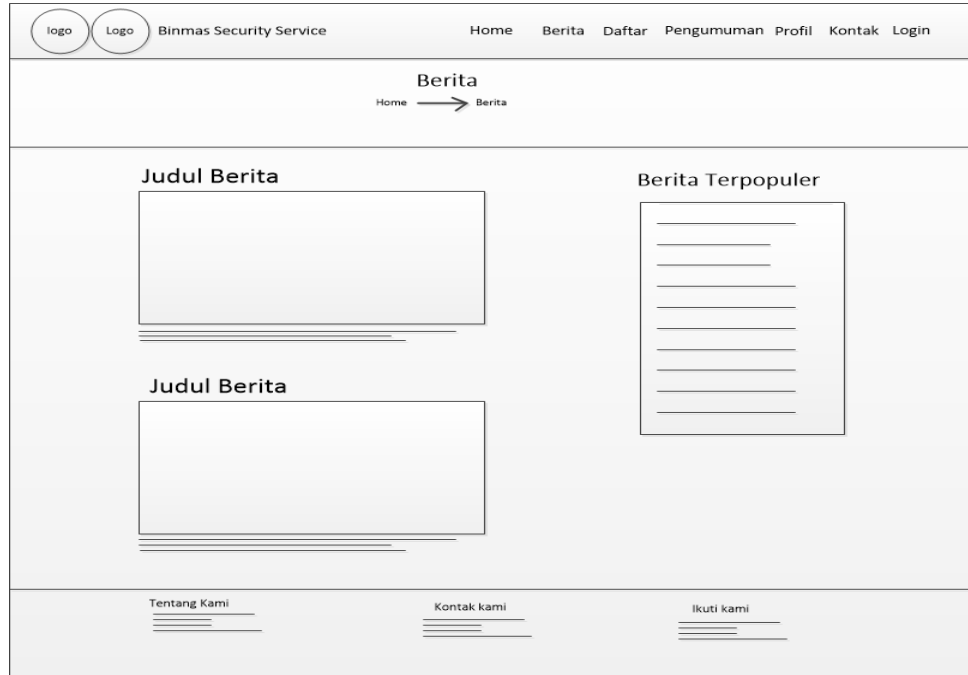 logo Logo Binmas Security Service Home Berita Daftar Pengumuman Profil Kontak Login
Berita
Home Berita
Judul Berita
Berita Terpopuler
Judul Berita
Tentang Kami
Kontak kami
Ikuti kami